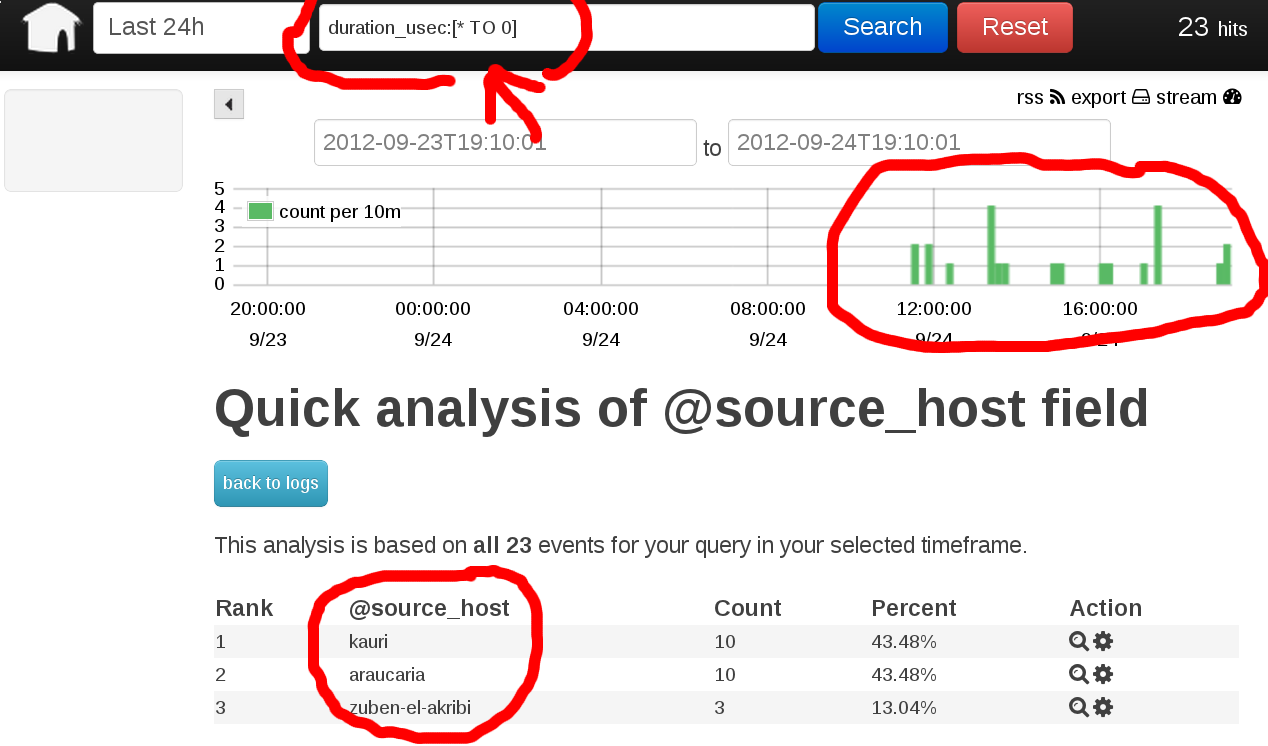 Last 24h duration_usec:[* TO 0] Search Reset 23 hits
rss export stream
2012-09-23T19:10:01 to 2012-09-24T19:10:01
5
4
3
2
1
0
count per 10m
20:00:00 00:00:00 04:00:00 08:00:00 12:00:00 16:00:00
9/23 9/24 9/24 9/24 9/24 9/24
Quick analysis of @source_host field
back to logs
This analysis is based on all 23 events for your query in your selected timeframe.
Rank @source_host Count Percent Action
1 kauri 10 43.48%
2 araucaria 10 43.48%
3 zuben-el-akribi 3 13.04%